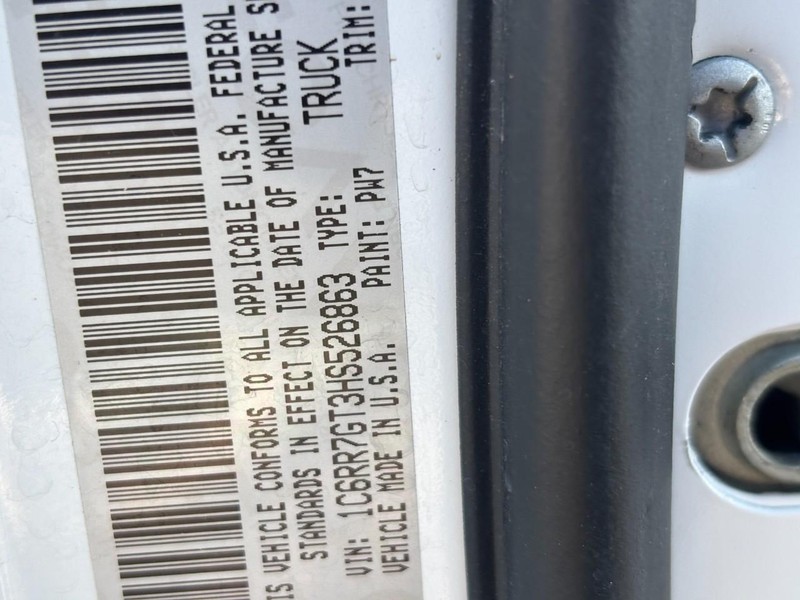 IS VEHICLE CONFORMS TO ALL APPLICABLE U.S.A. FEDERAL
STANDARDS IN EFFECT ON THE DATE OF MANUFACTURE S
VIN: 1C6RR7GT3HS526863 TYPE: TRUCK
VEHICLE MADE IN U.S.A. PAINT: PW7 TRIM: